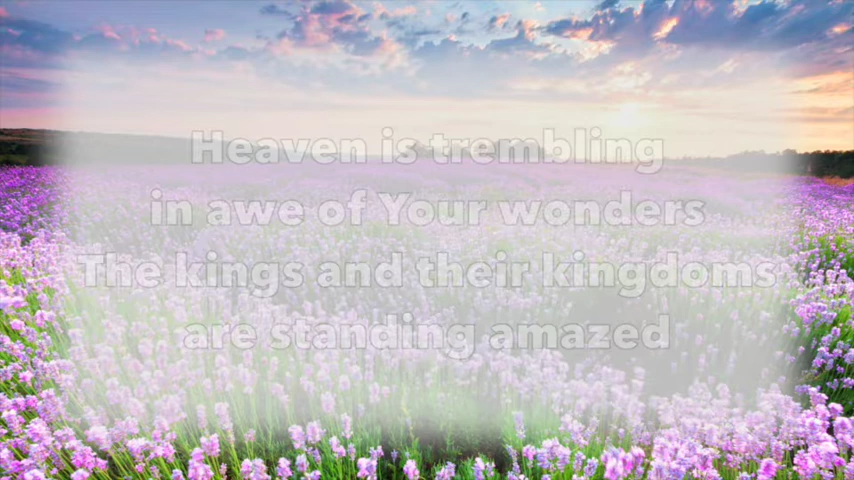 Heaven is trembling
in awe of Your wonders
The kings and their kingdoms
are standing amazed